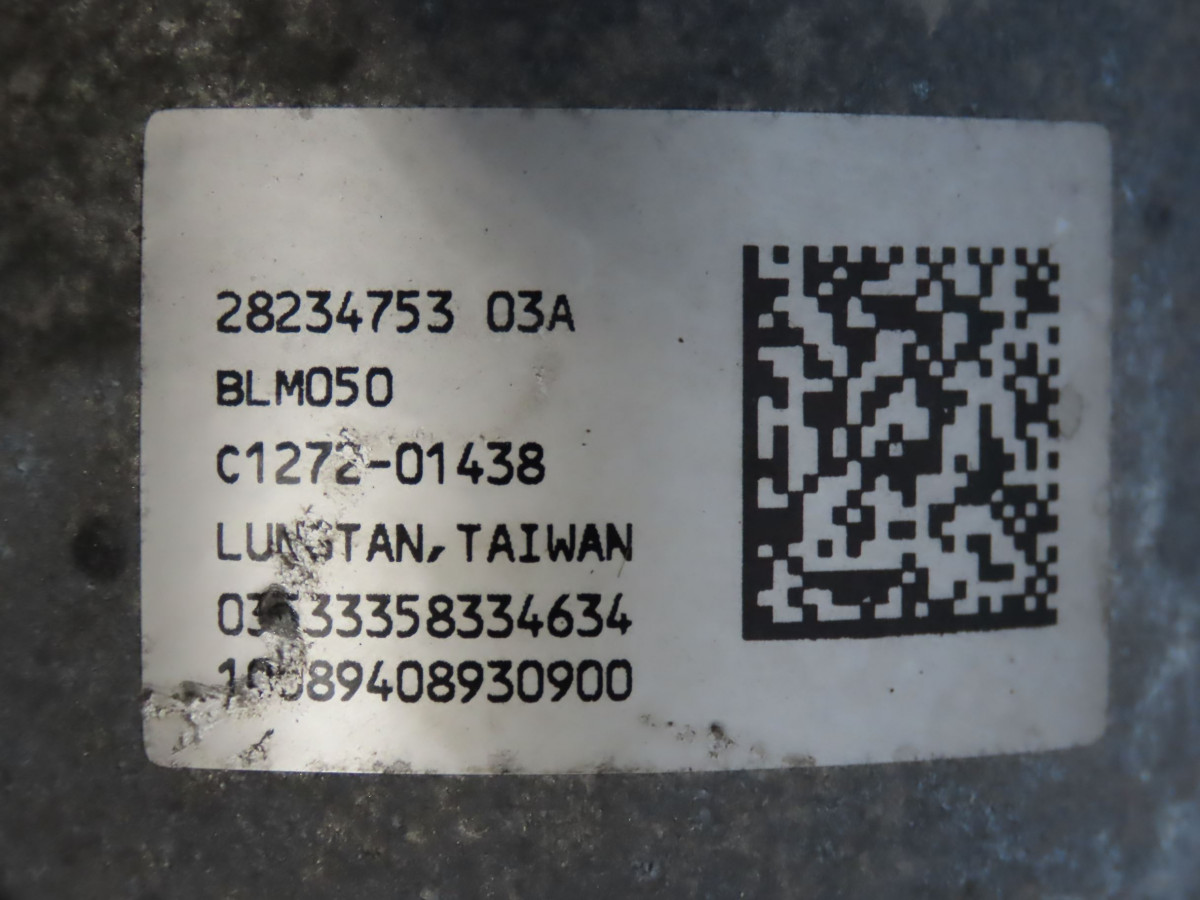 28234753 03A
BLM050
C1272-01438
LUNGTAN, TAIWAN